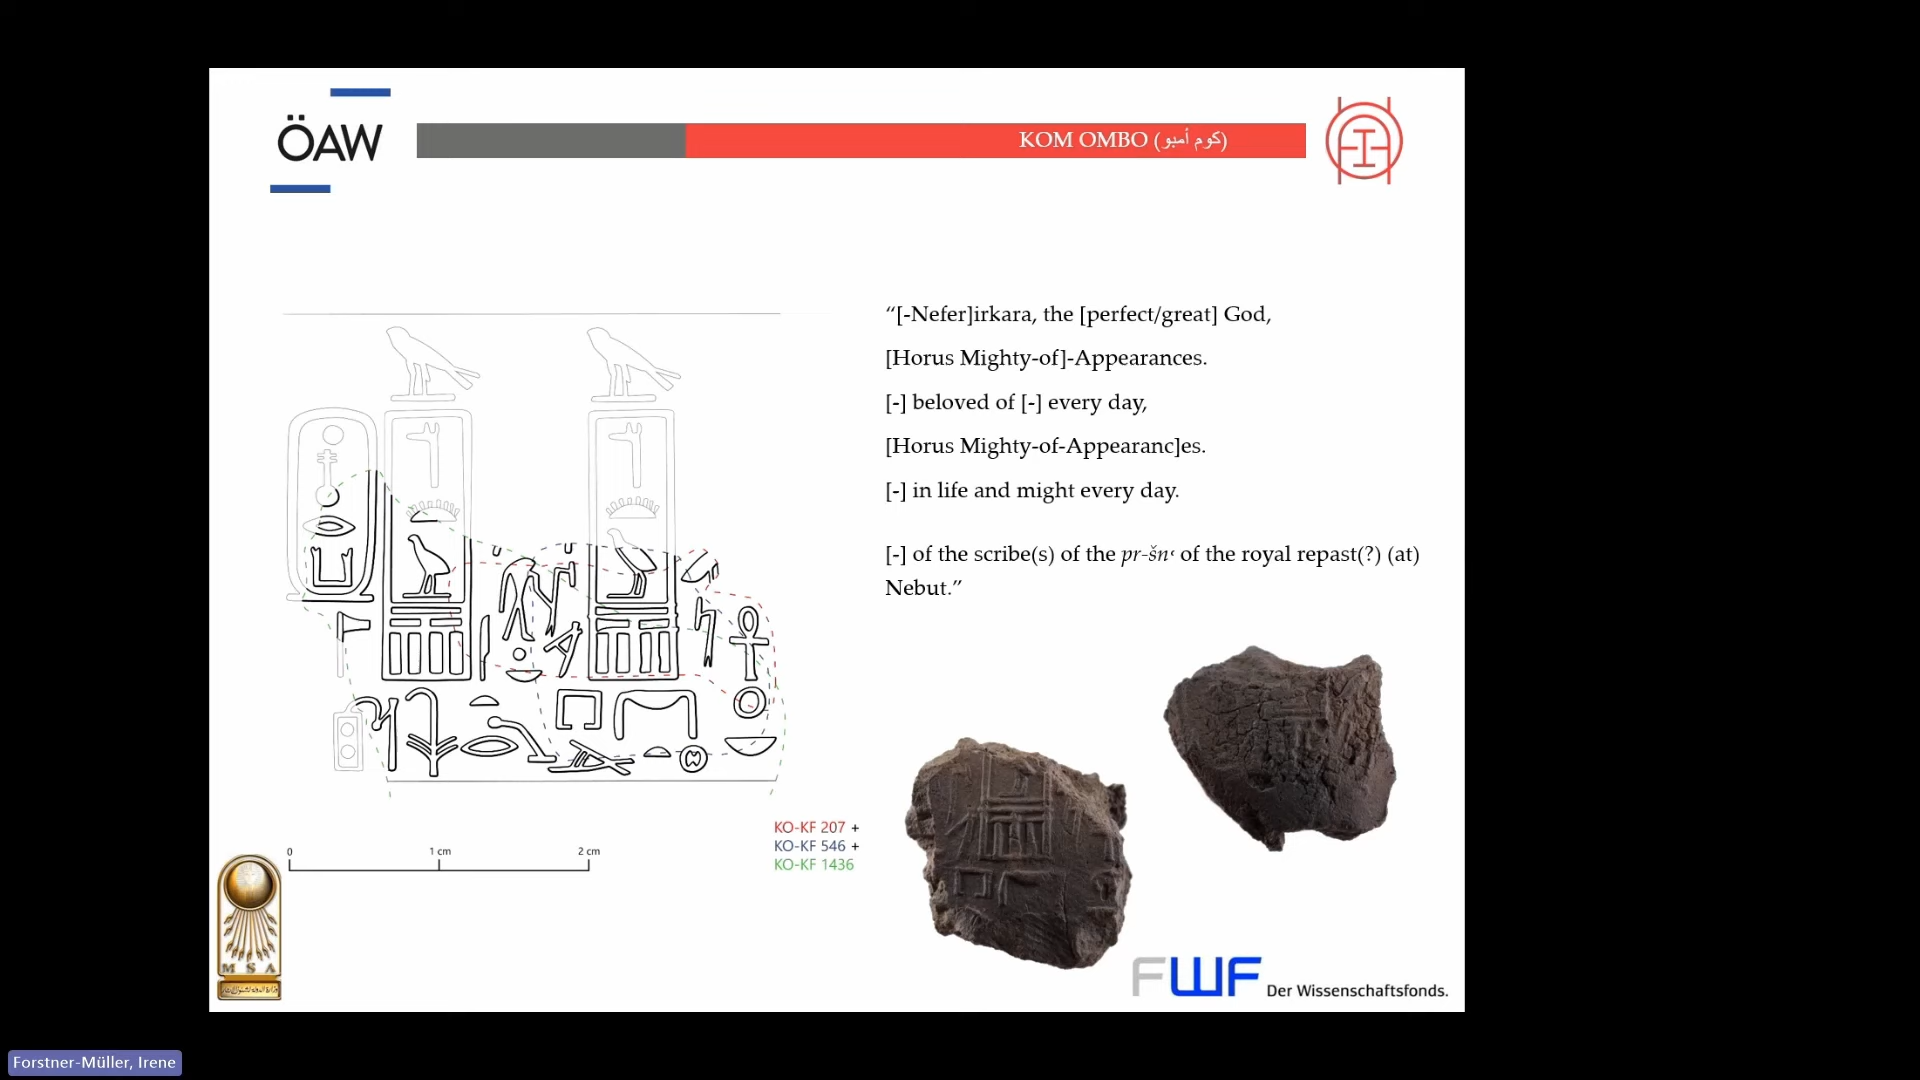 ÖAW
KOM OMBO (كوم أمبو)
“[-Nefer]irkara, the [perfect/great] God,
[Horus Mighty-of]-Appearances.
[-] beloved of [-] every day,
[Horus Mighty-of-Appearanc]es.
[-] in life and might every day.
[-] of the scribe(s) of the pr-šnꜥ of the royal repast(?) (at)
Nebut.”
KO-KF 207 +
KO-KF 546 +
KO-KF 1436
0 1 cm 2 cm
M S A
FWF Der Wissenschaftsfonds.
Forstner-Müller, Irene